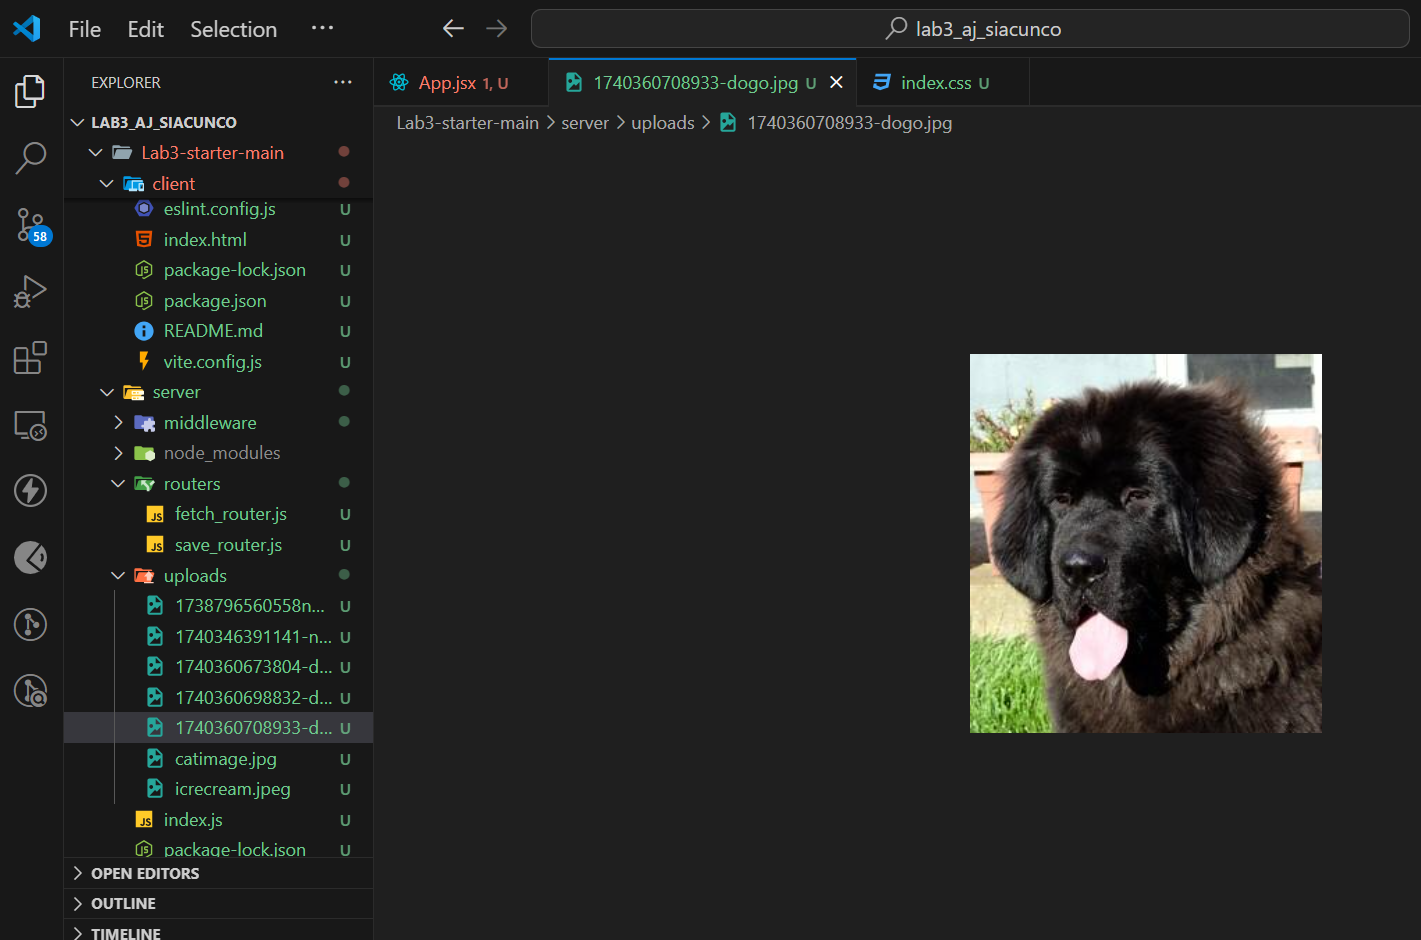 File Edit Selection ···
lab3_aj_siacunco
EXPLORER ···
LAB3_AJ_SIACUNCO
Lab3-starter-main
client
eslint.config.js U
index.html U
package-lock.json U
package.json U
README.md U
vite.config.js U
server
middleware
node_modules
routers
fetch_router.js U
save_router.js U
uploads
1738796560558n... U
1740346391141-n... U
1740360673804-d... U
1740360698832-d... U
1740360708933-d... U
catimage.jpg U
icrecream.jpeg U
index.js U
package-lock.json U
OPEN EDITORS
OUTLINE
TIMELINE
58
App.jsx 1, U
1740360708933-dogo.jpg U
index.css U
Lab3-starter-main > server > uploads > 1740360708933-dogo.jpg